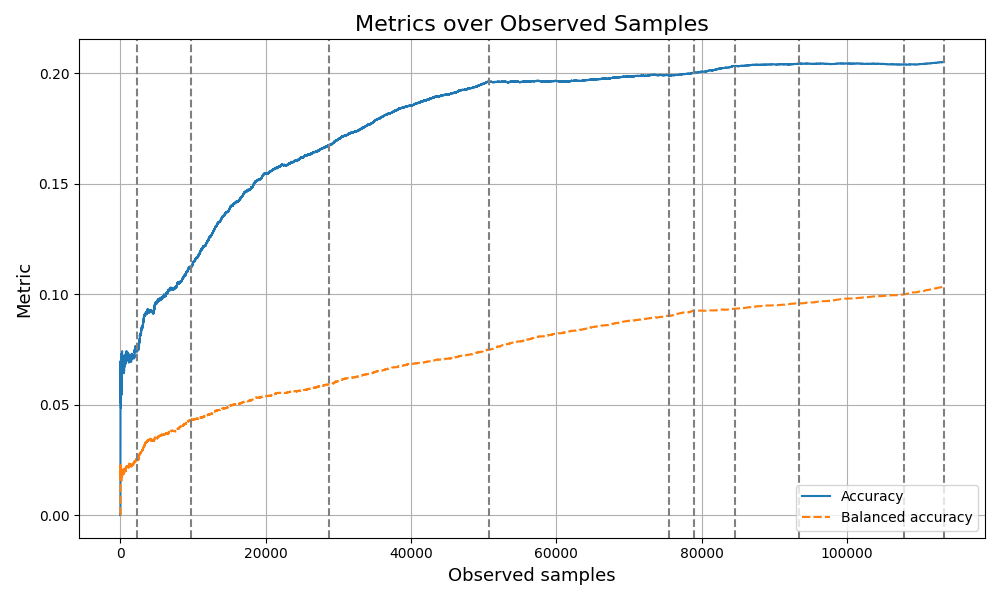 Metrics over Observed Samples
Metric
0.20
0.15
0.10
0.05
0.00
0
20000
40000
60000
80000
100000
Observed samples
Accuracy
Balanced accuracy